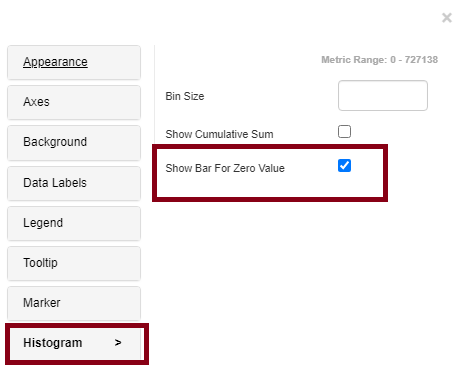 ×
Appearance
Axes
Background
Data Labels
Legend
Tooltip
Marker
Histogram >
Metric Range: 0 - 727138
Bin Size
Show Cumulative Sum
Show Bar For Zero Value